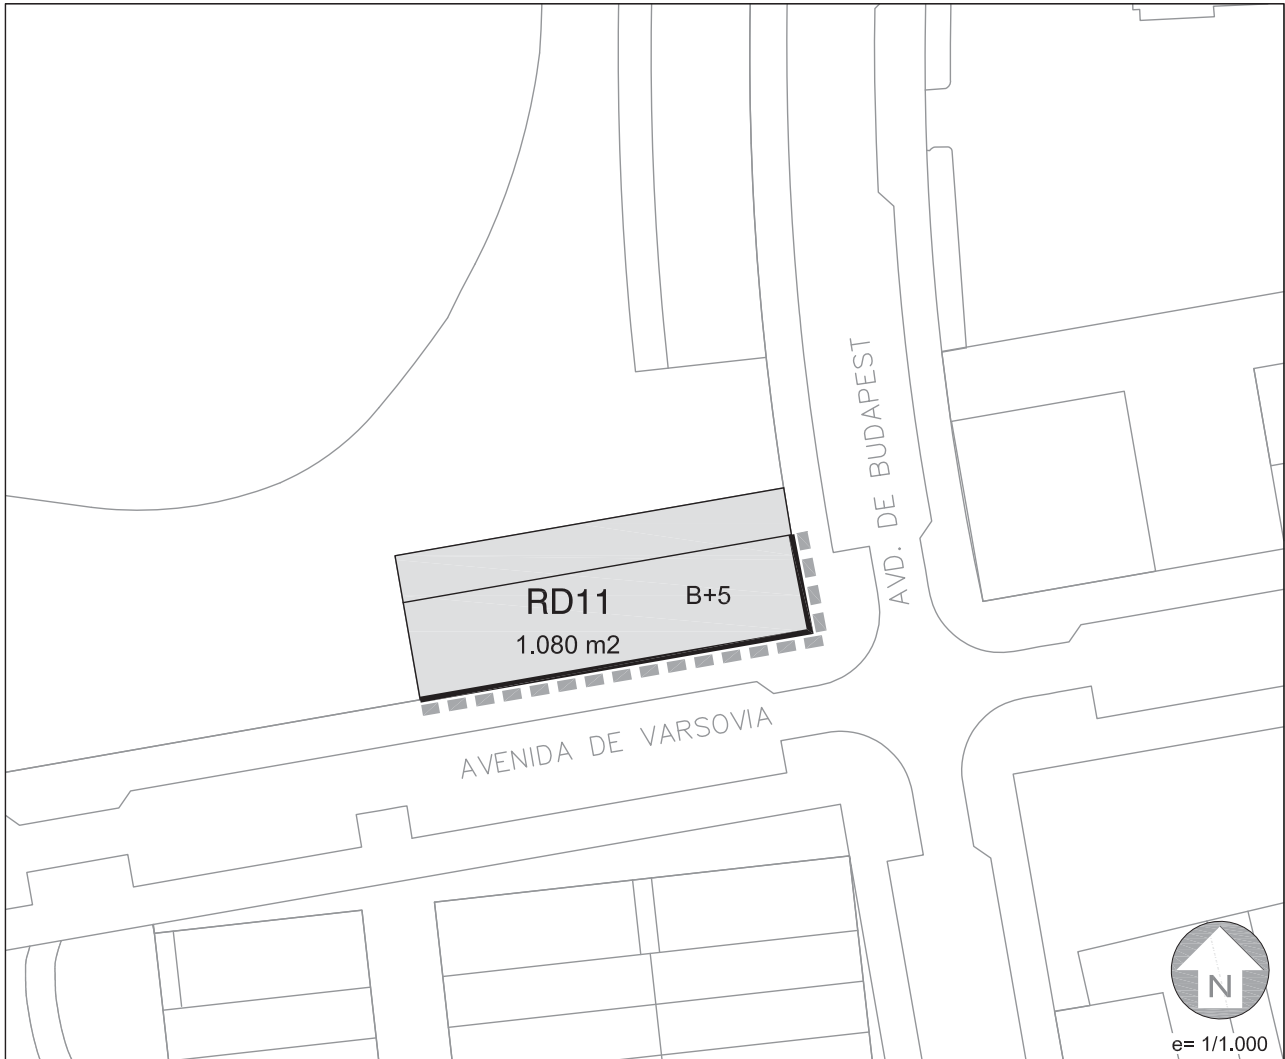 AVD. DE BUDAPEST
RD11
B+5
1.080 m2
AVENIDA DE VARSOVIA
N
e= 1/1.000